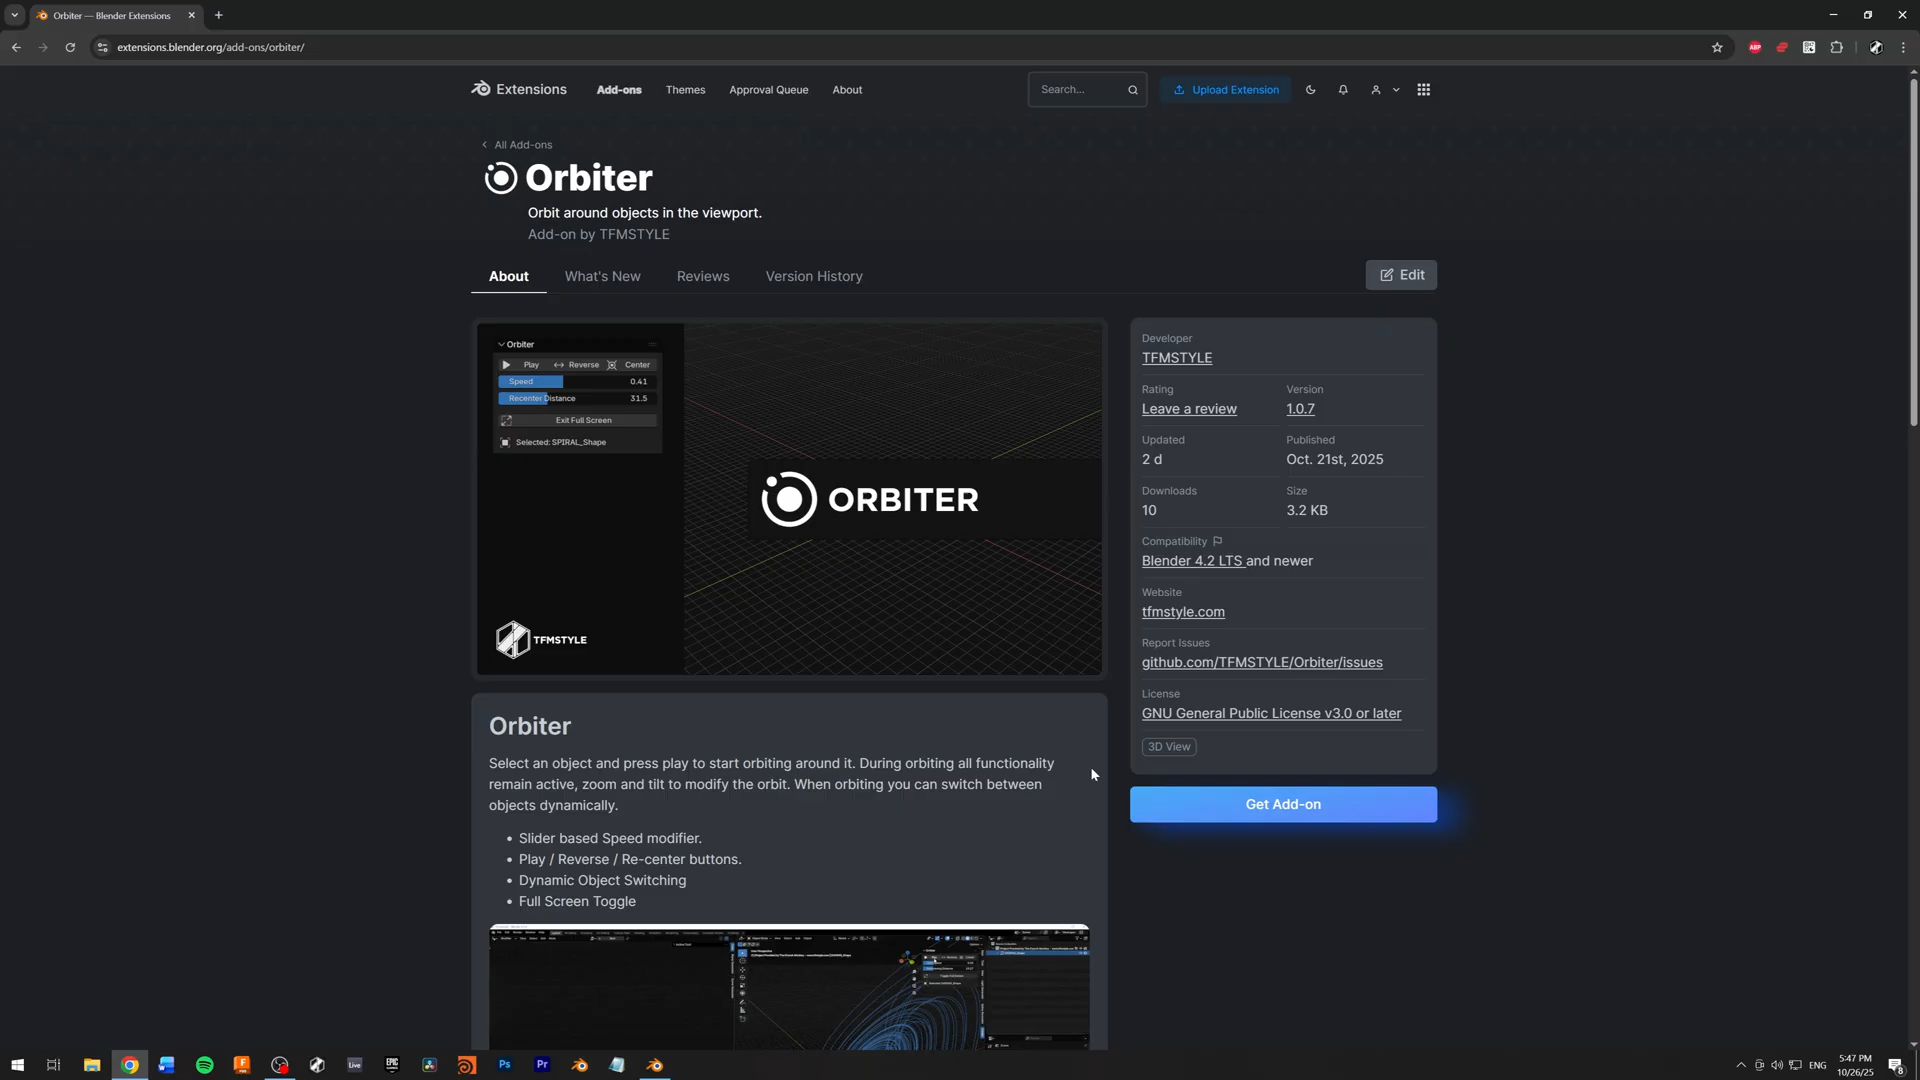 Orbiter — Blender Extensions
extensions.blender.org/add-ons/orbiter/
ABP
Extensions
Add-ons
Themes
Approval Queue
About
Search...
Upload Extension
All Add-ons
Orbiter
Orbit around objects in the viewport.
Add-on by TFMSTYLE
About
What's New
Reviews
Version History
Edit
Orbiter
Play
Reverse
Center
Speed 0.41
Recenter Distance 31.5
Exit Full Screen
Selected: SPIRAL_Shape
ORBITER
TFMSTYLE
Developer
TFMSTYLE
Rating
Leave a review
Version
1.0.7
Updated
2 d
Published
Oct. 21st, 2025
Downloads
10
Size
3.2 KB
Compatibility
Blender 4.2 LTS and newer
Website
tfmstyle.com
Report Issues
github.com/TFMSTYLE/Orbiter/issues
License
GNU General Public License v3.0 or later
3D View
Get Add-on
Orbiter
Select an object and press play to start orbiting around it. During orbiting all functionality
remain active, zoom and tilt to modify the orbit. When orbiting you can switch between
objects dynamically.
• Slider based Speed modifier.
• Play / Reverse / Re-center buttons.
• Dynamic Object Switching
• Full Screen Toggle
Live
EPIC
Ps
Pr
ENG
5:47 PM
10/26/25
8